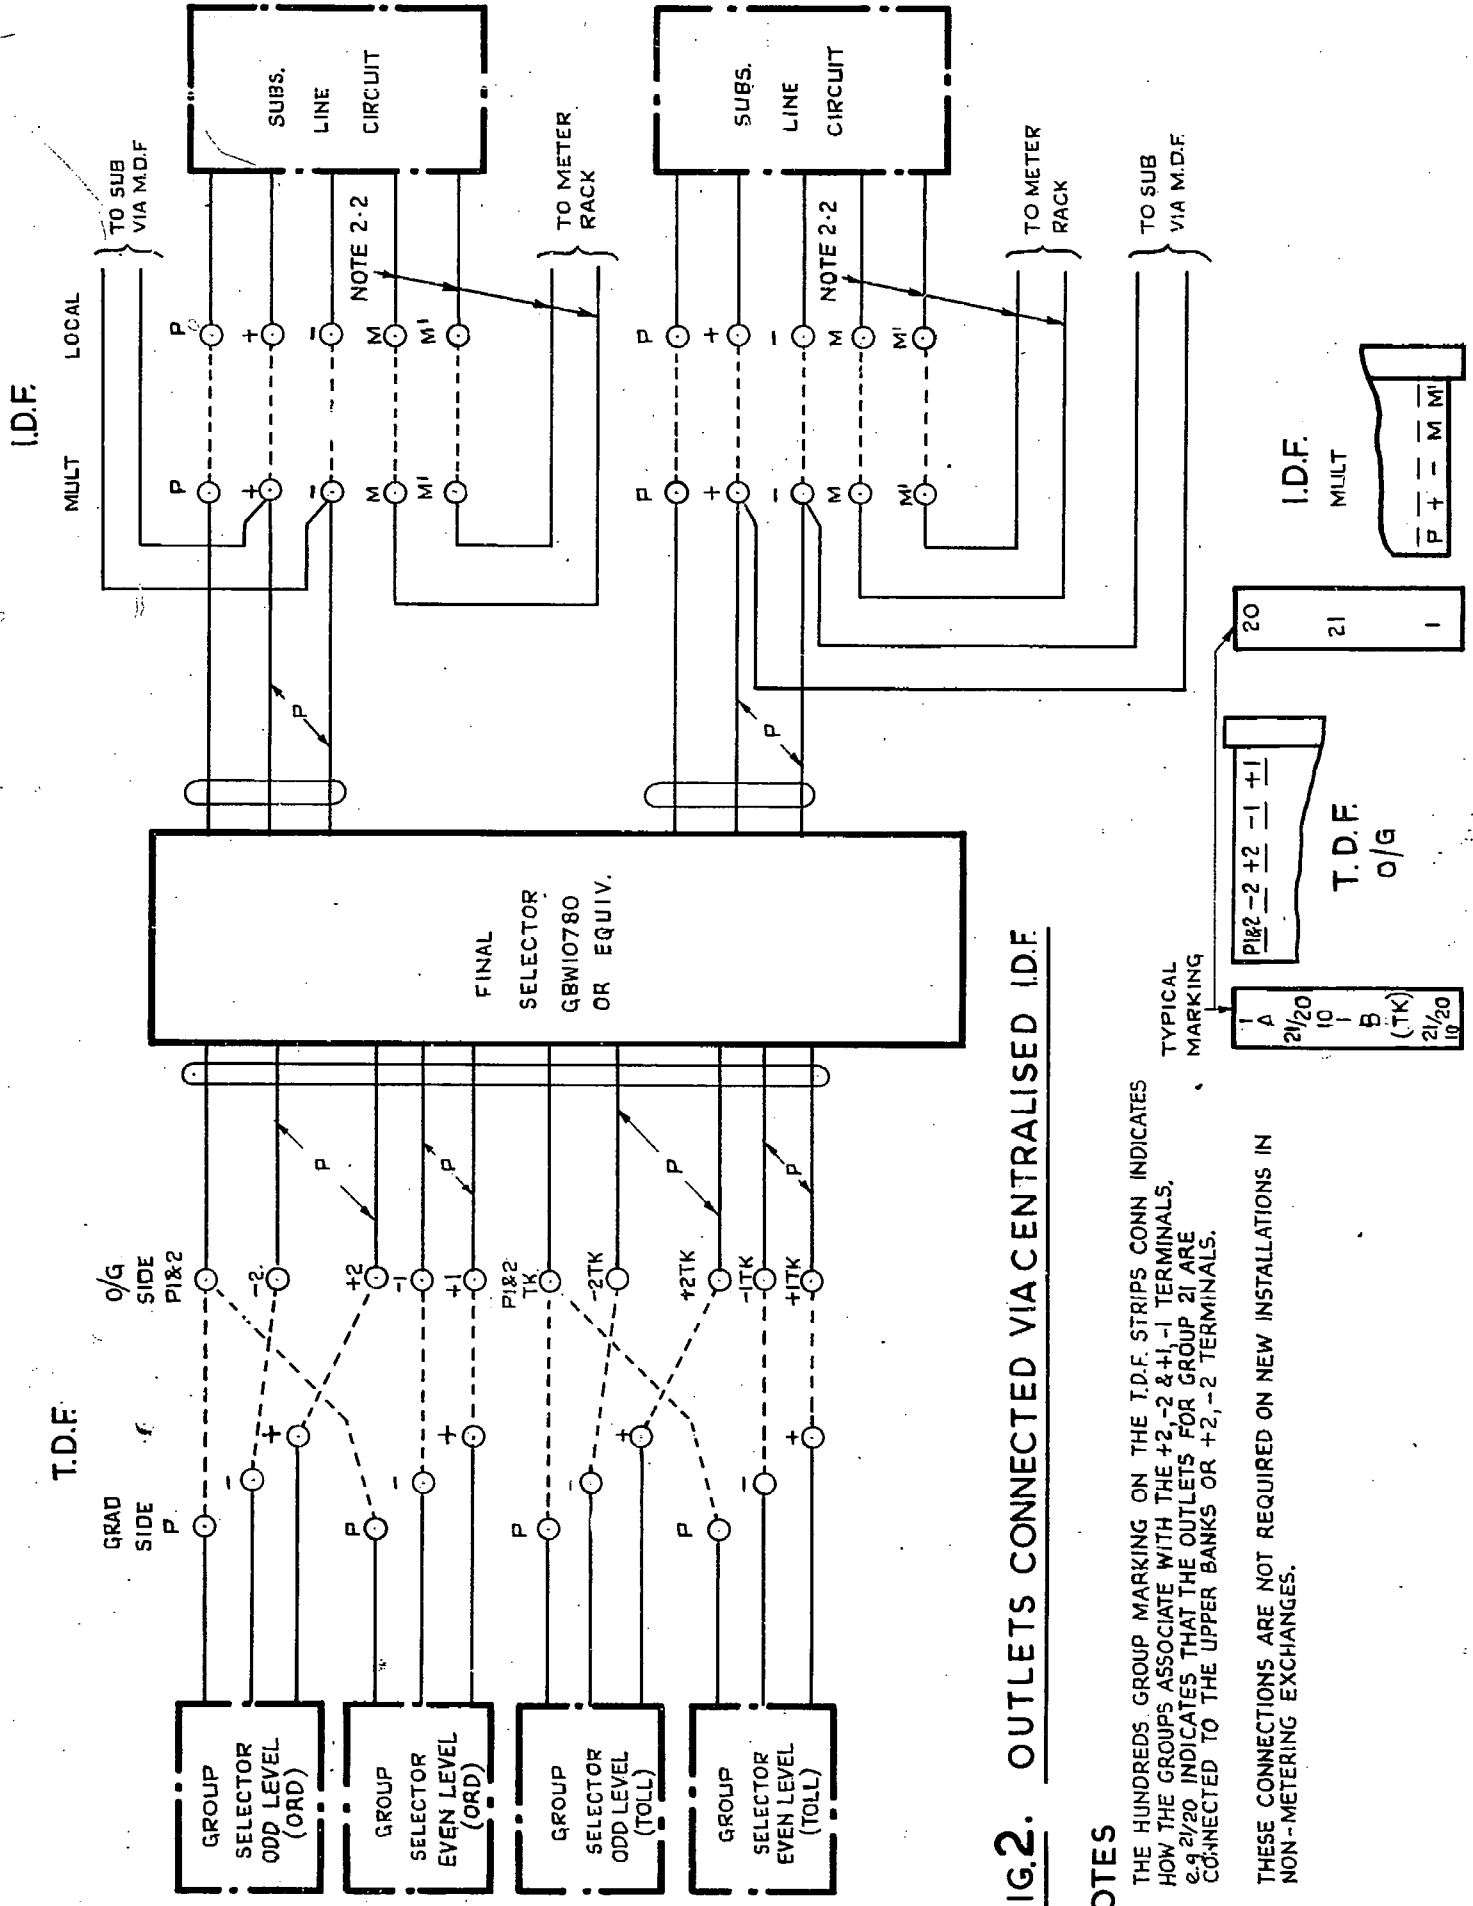 T.D.F.
I.D.F.
GRAD
SIDE
O/G
SIDE
MULT
LOCAL
P
-
+
P1&2
-2
+2
P
-
+
-1
+1
P
-
+
P1&2
TK
-2TK
+2TK
P
-
+
-1TK
+1TK
P
P
P
P
GROUP
SELECTOR
ODD LEVEL
(ORD)
GROUP
SELECTOR
EVEN LEVEL
(ORD)
GROUP
SELECTOR
ODD LEVEL
(TOLL)
GROUP
SELECTOR
EVEN LEVEL
(TOLL)
FINAL
SELECTOR
GBW10780
OR EQUIV.
P
P
P
+
-
M
M'
P
+
-
M
M'
TO SUB
VIA M.D.F
NOTE 2·2
TO METER
RACK
SUBS.
LINE
CIRCUIT
P
+
-
M
M'
P
+
-
M
M'
NOTE 2·2
TO METER
RACK
TO SUB
VIA M.D.F.
SUBS.
LINE
CIRCUIT
IG.2. OUTLETS CONNECTED VIA CENTRALISED I.D.F.
OTES
THE HUNDREDS GROUP MARKING ON THE T.D.F. STRIPS CONN INDICATES
HOW THE GROUPS ASSOCIATE WITH THE +2,-2 & +1,-1 TERMINALS.
e.g 21/20 INDICATES THAT THE OUTLETS FOR GROUP 21 ARE
CONNECTED TO THE UPPER BANKS OR +2,-2 TERMINALS.
THESE CONNECTIONS ARE NOT REQUIRED ON NEW INSTALLATIONS IN
NON-METERING EXCHANGES.
TYPICAL
MARKING
1
A
21/20
10
1
B
(TK)
21/20
10
P1&2 -2 +2 -1 +1
T.D.F.
O/G
20
21
1
I.D.F.
MULT
P + - M M'